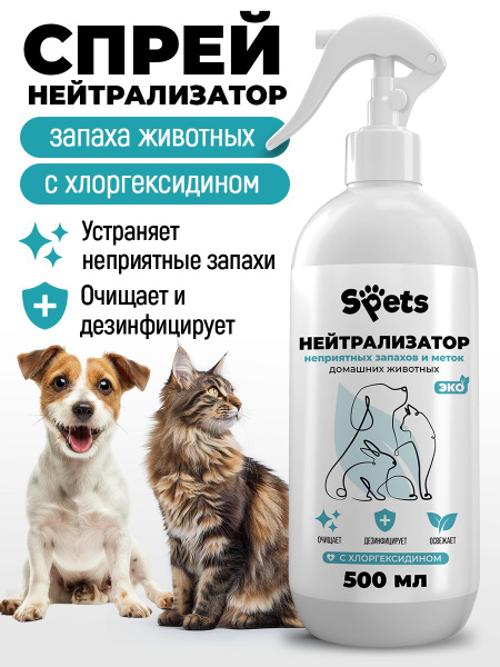 СПРЕЙ
НЕЙТРАЛИЗАТОР
запаха животных
с хлоргексидином
Устраняет
неприятные запахи
Очищает и
дезинфицирует
Spets
НЕЙТРАЛИЗАТОР
неприятных запахов и меток
домашних животных
ЭКО
ОЧИЩАЕТ
ДЕЗИНФИЦИРУЕТ
ОСВЕЖАЕТ
С ХЛОРГЕКСИДИНОМ
500 мл